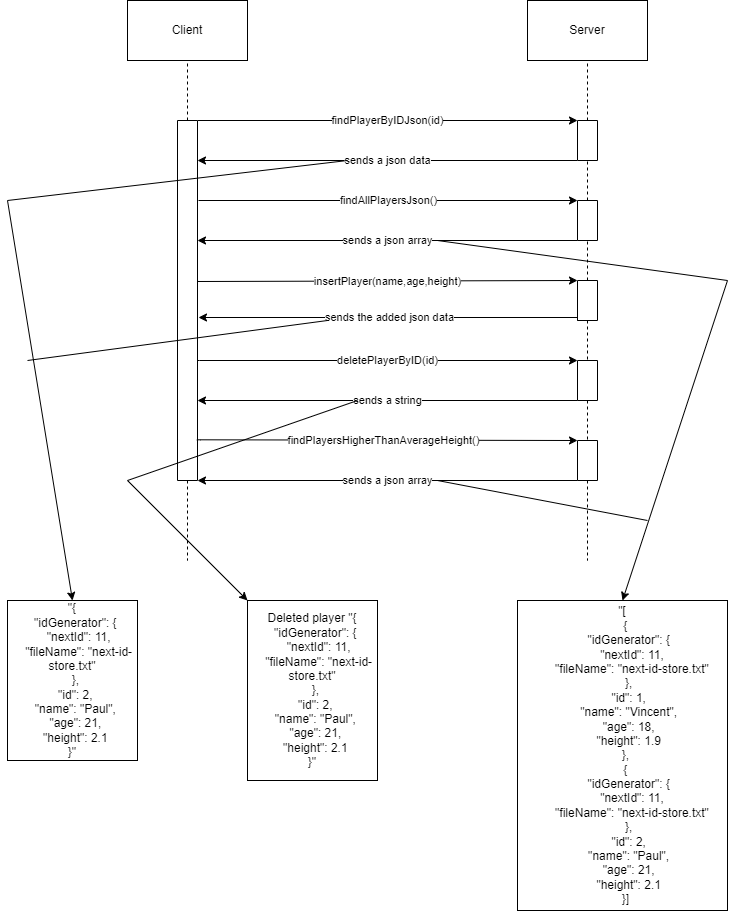 Client
Server
findPlayerByIDJson(id)
sends a json data
findAllPlayersJson()
sends a json array
insertPlayer(name,age,height)
sends the added json data
deletePlayerByID(id)
sends a string
findPlayersHigherThanAverageHeight()
sends a json array
"{
"idGenerator": {
"nextId": 11,
"fileName": "next-id-
store.txt"
},
"id": 2,
"name": "Paul",
"age": 21,
"height": 2.1
}"
Deleted player "{
"idGenerator": {
"nextId": 11,
"fileName": "next-id-
store.txt"
},
"id": 2,
"name": "Paul",
"age": 21,
"height": 2.1
}"
"[
{
"idGenerator": {
"nextId": 11,
"fileName": "next-id-store.txt"
},
"id": 1,
"name": "Vincent",
"age": 18,
"height": 1.9
},
{
"idGenerator": {
"nextId": 11,
"fileName": "next-id-store.txt"
},
"id": 2,
"name": "Paul",
"age": 21,
"height": 2.1
}]